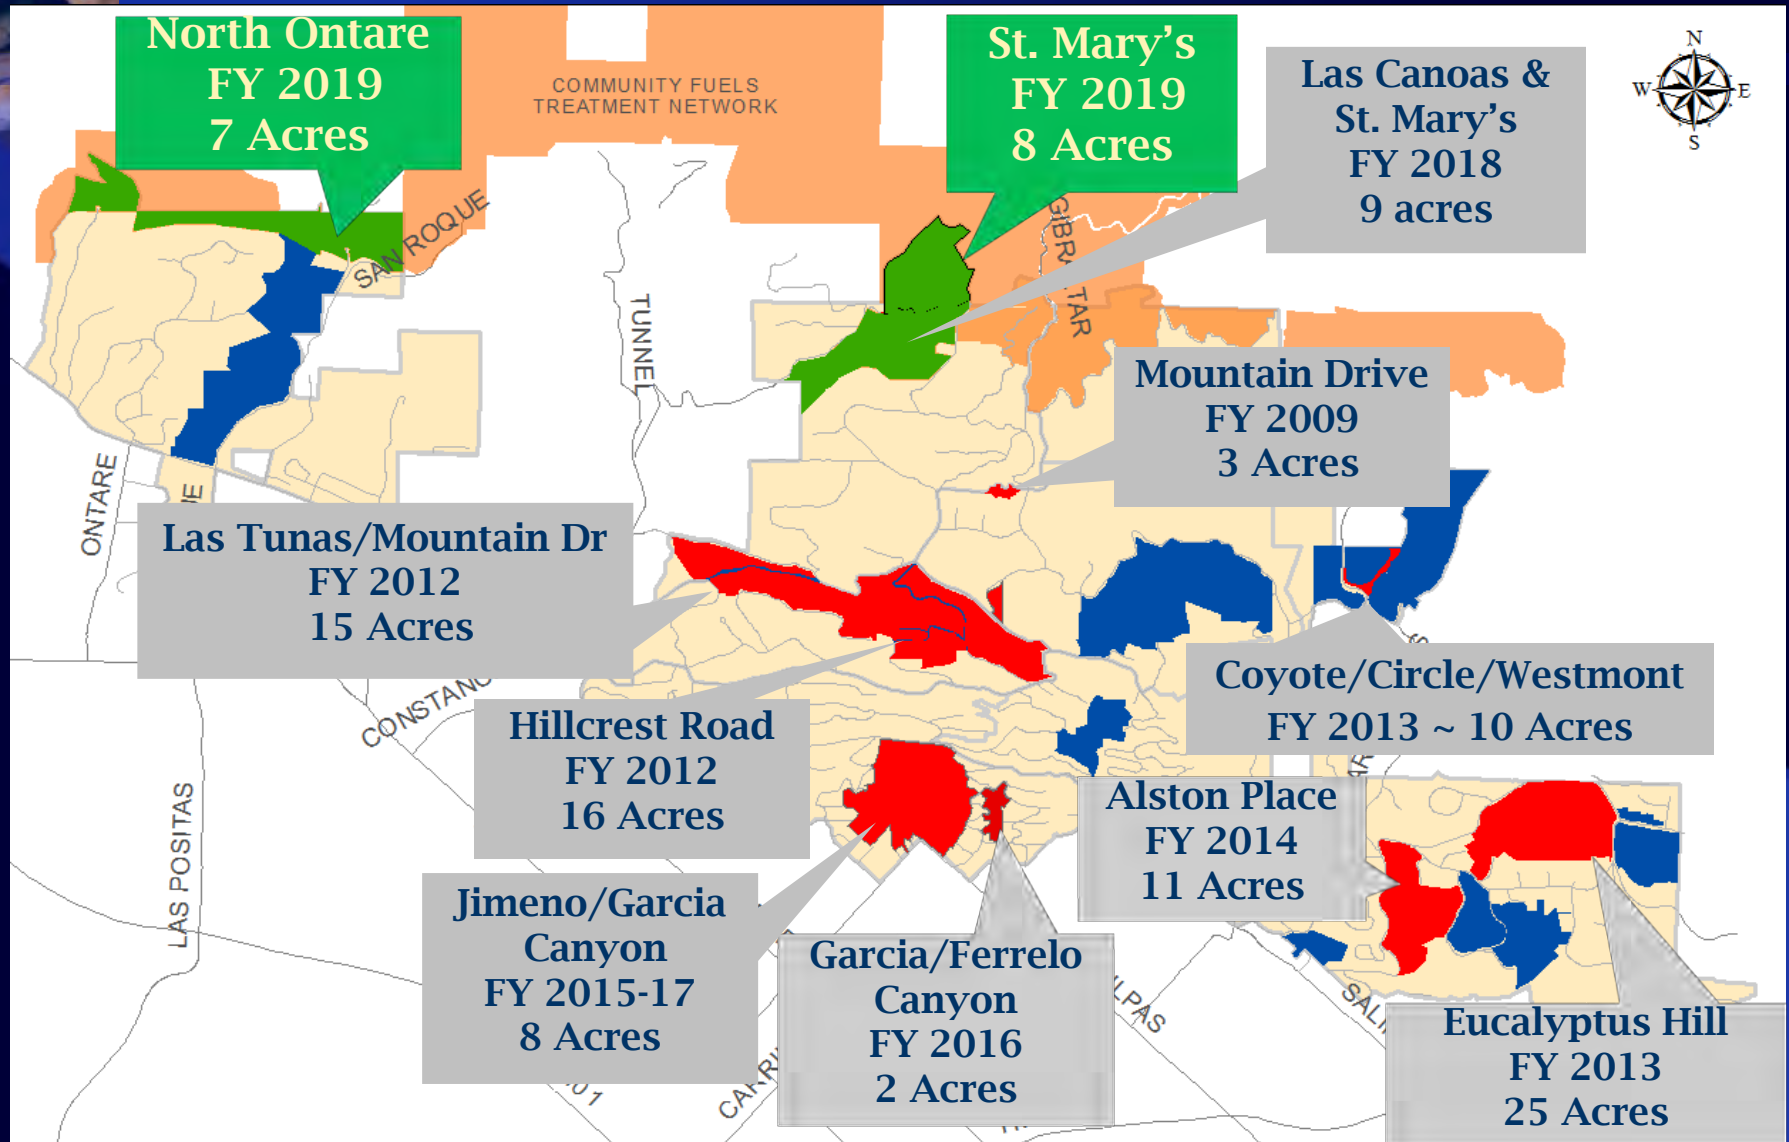 North Ontare
FY 2019
7 Acres
COMMUNITY FUELS
TREATMENT NETWORK
St. Mary's
FY 2019
8 Acres
Las Canoas &
St. Mary's
FY 2018
9 acres
N
W
E
S
SAN ROQUE
TUNNEL
Mountain Drive
FY 2009
3 Acres
ONTARE
Las Tunas/Mountain Dr
FY 2012
15 Acres
Coyote/Circle/Westmont
FY 2013 ~ 10 Acres
Hillcrest Road
FY 2012
16 Acres
Alston Place
FY 2014
11 Acres
LAS POSITAS
Jimeno/Garcia
Canyon
FY 2015-17
8 Acres
Garcia/Ferrelo
Canyon
FY 2016
2 Acres
Eucalyptus Hill
FY 2013
25 Acres